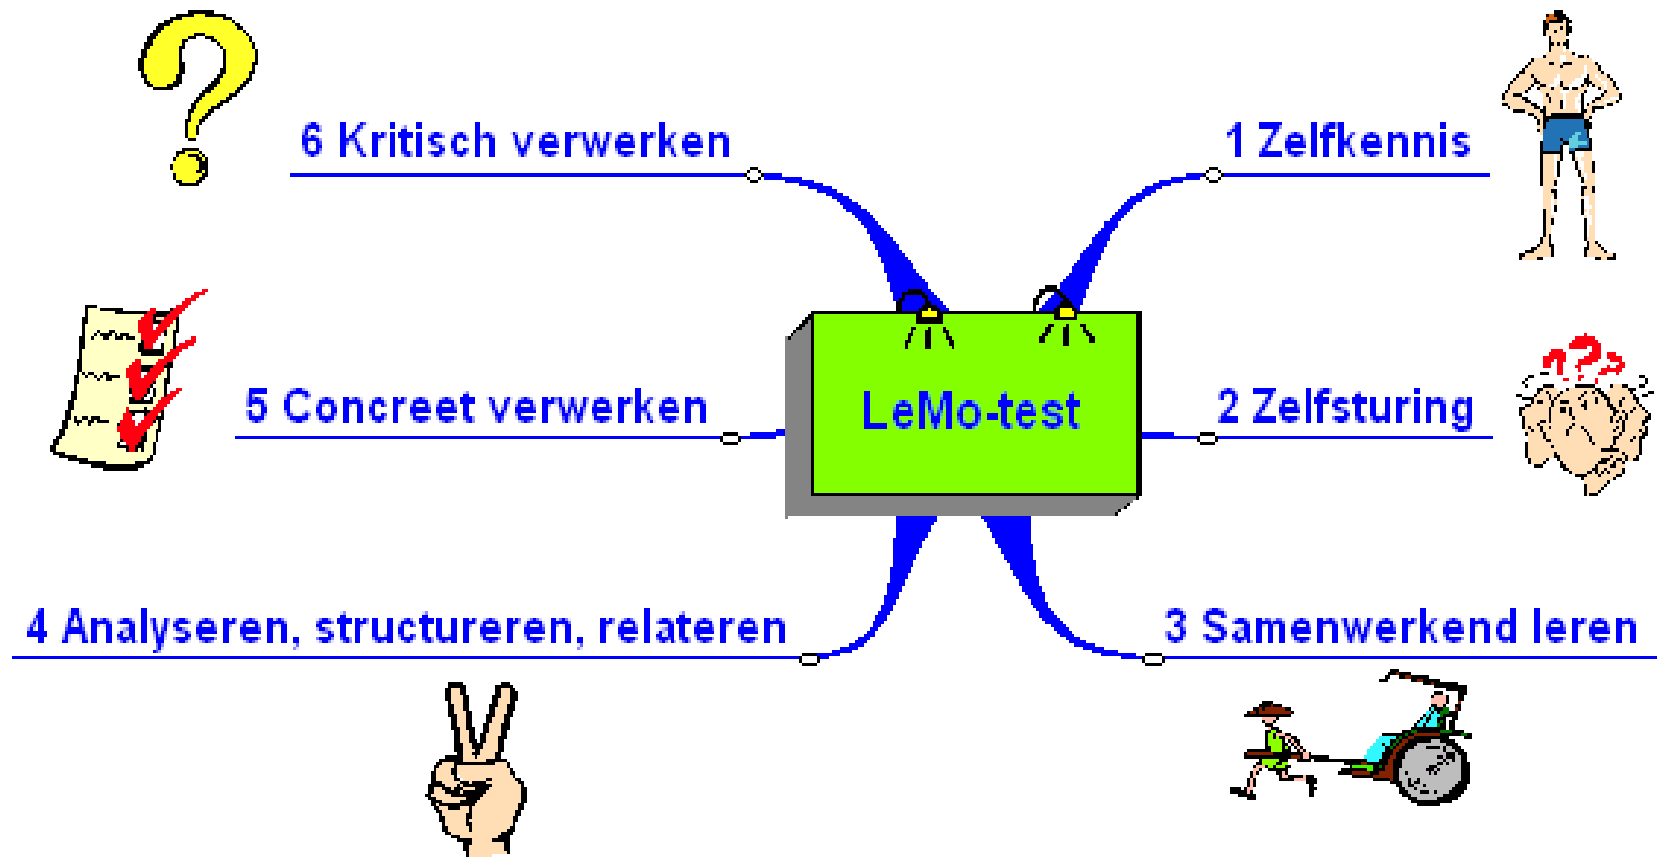 LeMo-test
1 Zelfkennis
2 Zelfsturing
3 Samenwerkend leren
4 Analyseren, structureren, relateren
5 Concreet verwerken
6 Kritisch verwerken